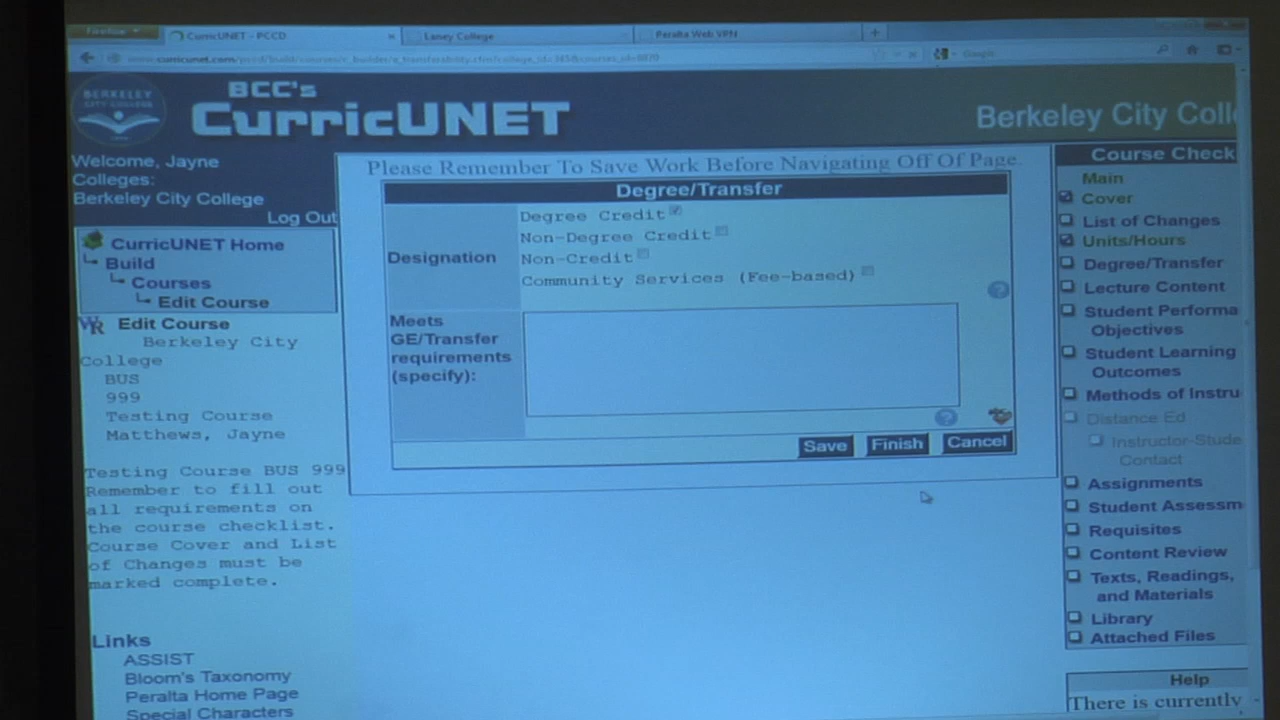 Firefox
CurricUNET - PCCD
Laney College
Peralta Web VPN
Google
BERKELEY
CITY COLLEGE
BCC's
CurricUNET
Berkeley City Coll
Welcome, Jayne
Colleges:
Berkeley City College
Log Out
CurricUNET Home
Build
Courses
Edit Course
Edit Course
Berkeley City
College
BUS
999
Testing Course
Matthews, Jayne
Testing Course BUS 999
Remember to fill out
all requirements on
the course checklist.
Course Cover and List
of Changes must be
marked complete.
Links
ASSIST
Bloom's Taxonomy
Peralta Home Page
Special Characters
Please Remember To Save Work Before Navigating Off Of Page.
Degree/Transfer
Designation
Degree Credit
Non-Degree Credit
Non-Credit
Community Services (Fee-based)
Meets
GE/Transfer
requirements
(specify):
Save Finish Cancel
Course Check
Main
Cover
List of Changes
Units/Hours
Degree/Transfer
Lecture Content
Student Performa
Objectives
Student Learning
Outcomes
Methods of Instru
Distance Ed
Instructor-Stude
Contact
Assignments
Student Assessm
Requisites
Content Review
Texts, Readings,
and Materials
Library
Attached Files
Help
There is currently